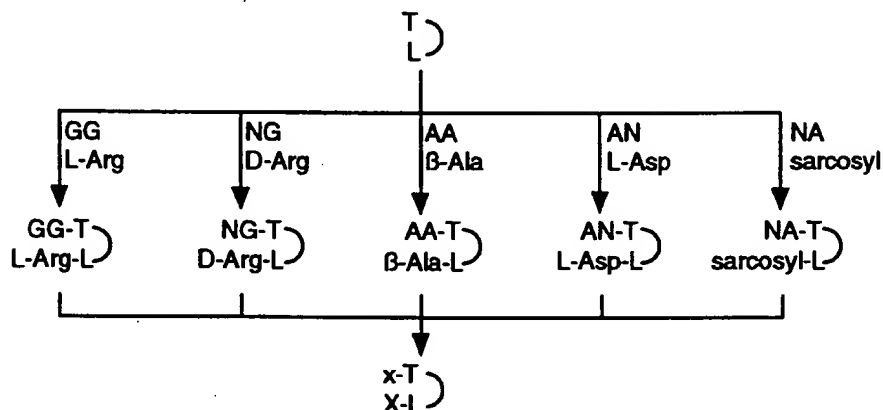 T
L
GG NG AA AN NA
L-Arg D-Arg ß-Ala L-Asp sarcosyl
GG-T NG-T AA-T AN-T NA-T
L-Arg-L D-Arg-L ß-Ala-L L-Asp-L sarcosyl-L
x-T
X-L